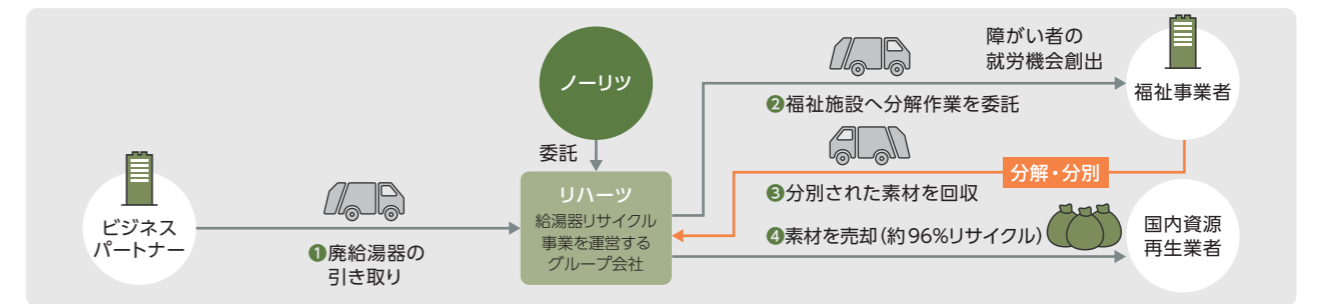 ノーリツ
委託
リハーツ
給湯器リサイクル
事業を運営する
グループ会社
ビジネス
パートナー
❶廃給湯器の
引き取り
障がい者の
就労機会創出
❷福祉施設へ分解作業を委託
福祉事業者
分解・分別
❸分別された素材を回収
❹素材を売却(約96%リサイクル)
国内資源
再生業者